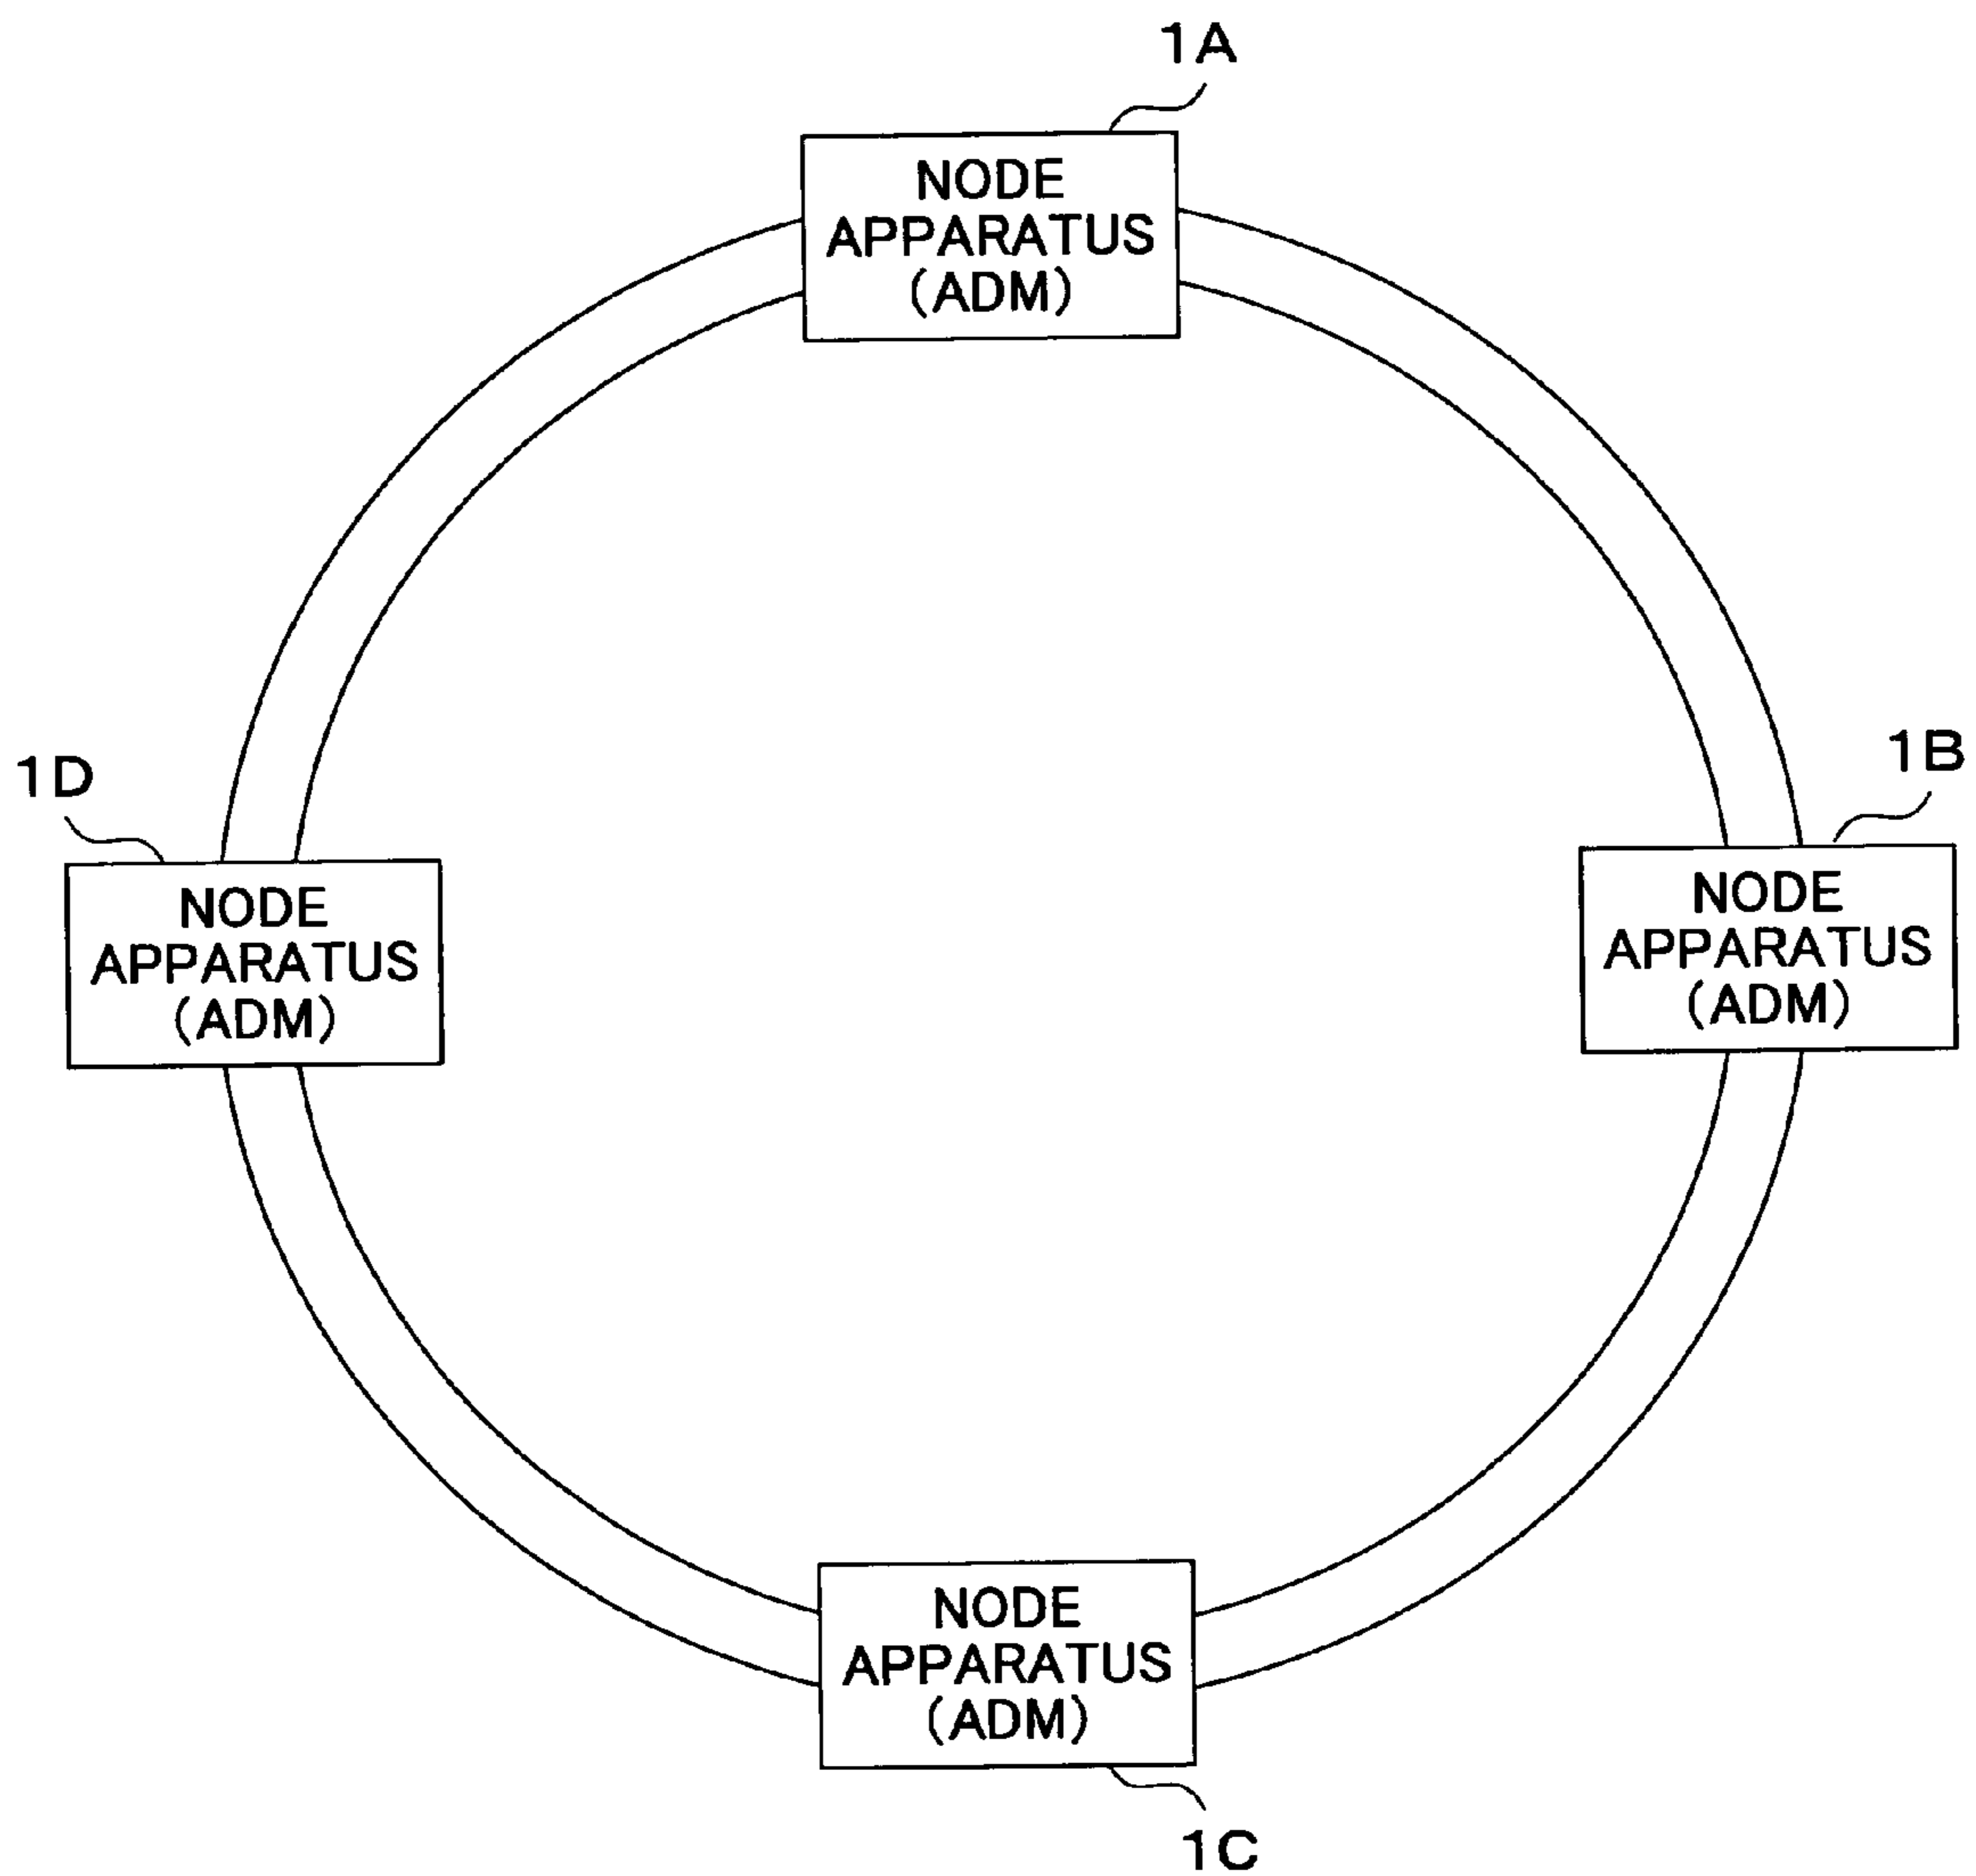 1A
NODE
APPARATUS
(ADM)
1D
NODE
APPARATUS
(ADM)
1B
NODE
APPARATUS
(ADM)
NODE
APPARATUS
(ADM)
1C